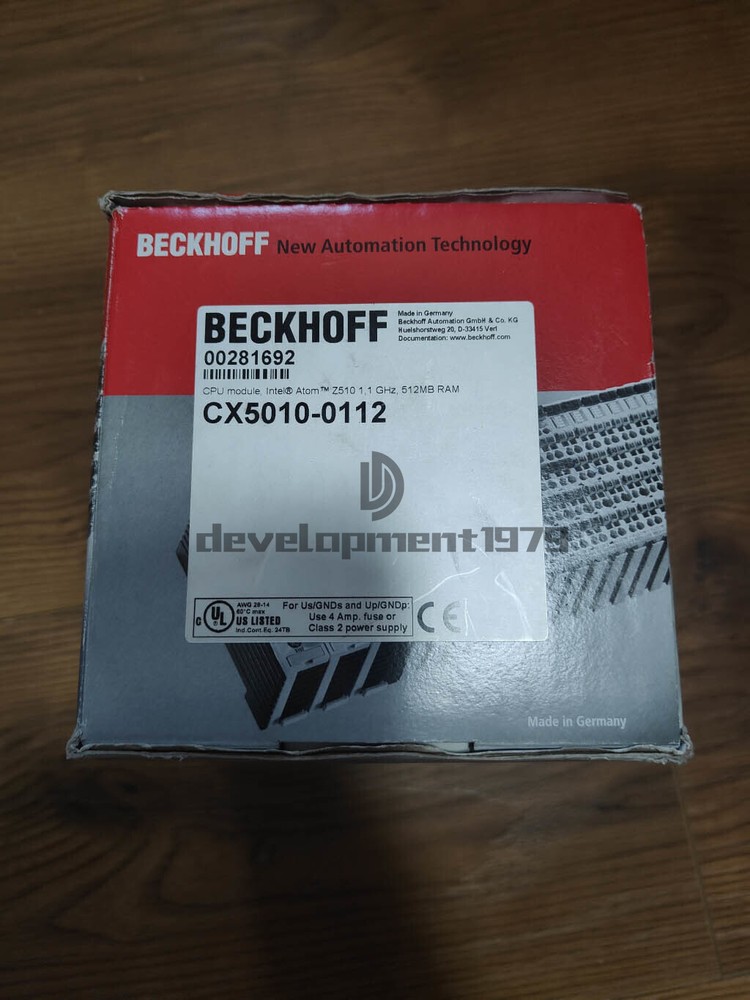 BECKHOFF New Automation Technology
BECKHOFF
Made in Germany
Beckhoff Automation GmbH & Co. KG
Huelshorstweg 20, D-33415 Verl
Documentation: www.beckhoff.com
00281692
CPU module, Intel® Atom™ Z510 1,1 GHz, 512MB RAM
CX5010-0112
development1979
C UL US LISTED
AWG 28-14
60°C max
Ind.Cont.Eq. 24TB
For Us/GNDs and Up/GNDp:
Use 4 Amp. fuse or
Class 2 power supply
CE
Made in Germany